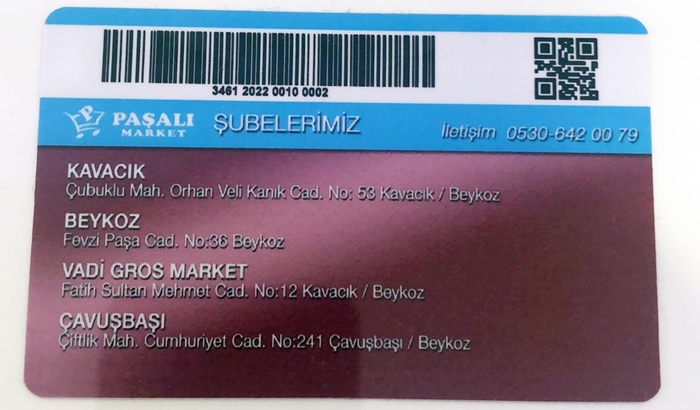 3461 2022 0010 0002
PAŞALI
MARKET
ŞUBELERİMİZ
İletişim 0530-642 00 79
KAVACIK
Çubuklu Mah. Orhan Veli Kanık Cad. No: 53 Kavacık / Beykoz
BEYKOZ
Fevzi Paşa Cad. No:36 Beykoz
VADİ GROS MARKET
Fatih Sultan Mehmet Cad. No:12 Kavacık / Beykoz
ÇAVUŞBAŞI
Çiftlik Mah. Cumhuriyet Cad. No:241 Çavuşbaşı / Beykoz